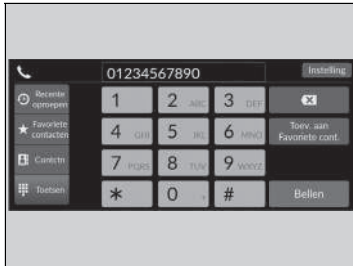 01234567890
Instelling
Recente
oproepen
1
2 ABC
3 DEF
Favoriete
contacten
4 GHI
5 JKL
6 MNO
Toev. aan
Favoriete cont.
Contctn
7 PQRS
8 TUV
9 WXYZ
Toetsen
*
0 +
#
Bellen